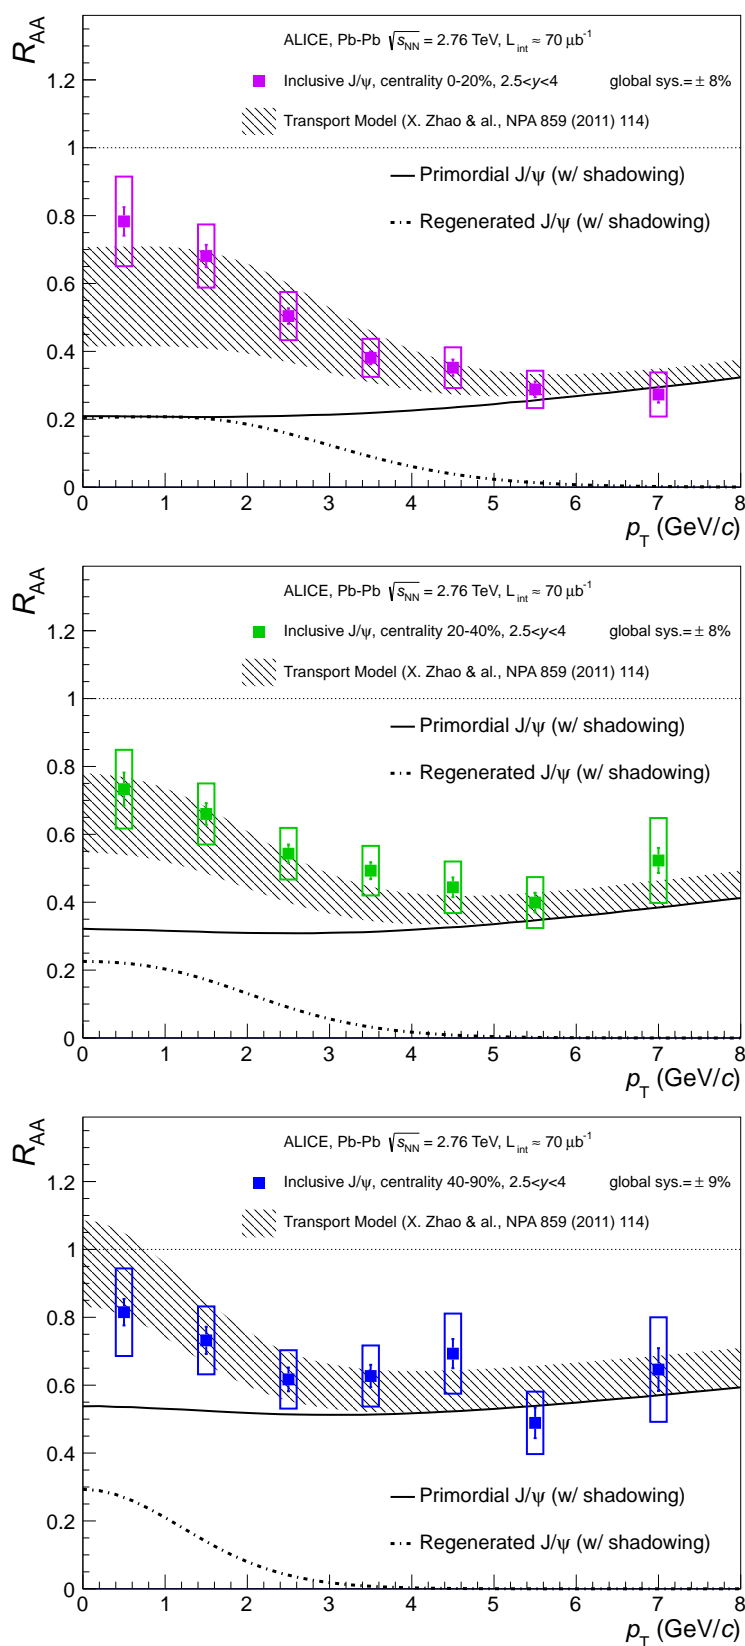 R_AA
ALICE, Pb-Pb √s_NN = 2.76 TeV, L_int ≈ 70 μb⁻¹
1.2
Inclusive J/ψ, centrality 0-20%, 2.5<y<4 global sys.= ± 8%
Transport Model (X. Zhao & al., NPA 859 (2011) 114)
1
Primordial J/ψ (w/ shadowing)
0.8
Regenerated J/ψ (w/ shadowing)
0.6
0.4
0.2
0
0 1 2 3 4 5 6 7 8
p_T (GeV/c)
R_AA
ALICE, Pb-Pb √s_NN = 2.76 TeV, L_int ≈ 70 μb⁻¹
1.2
Inclusive J/ψ, centrality 20-40%, 2.5<y<4 global sys.= ± 8%
Transport Model (X. Zhao & al., NPA 859 (2011) 114)
1
Primordial J/ψ (w/ shadowing)
0.8
Regenerated J/ψ (w/ shadowing)
0.6
0.4
0.2
0
0 1 2 3 4 5 6 7 8
p_T (GeV/c)
R_AA
ALICE, Pb-Pb √s_NN = 2.76 TeV, L_int ≈ 70 μb⁻¹
1.2
Inclusive J/ψ, centrality 40-90%, 2.5<y<4 global sys.= ± 9%
Transport Model (X. Zhao & al., NPA 859 (2011) 114)
1
0.8
0.6
0.4
Primordial J/ψ (w/ shadowing)
0.2
Regenerated J/ψ (w/ shadowing)
0
0 1 2 3 4 5 6 7 8
p_T (GeV/c)